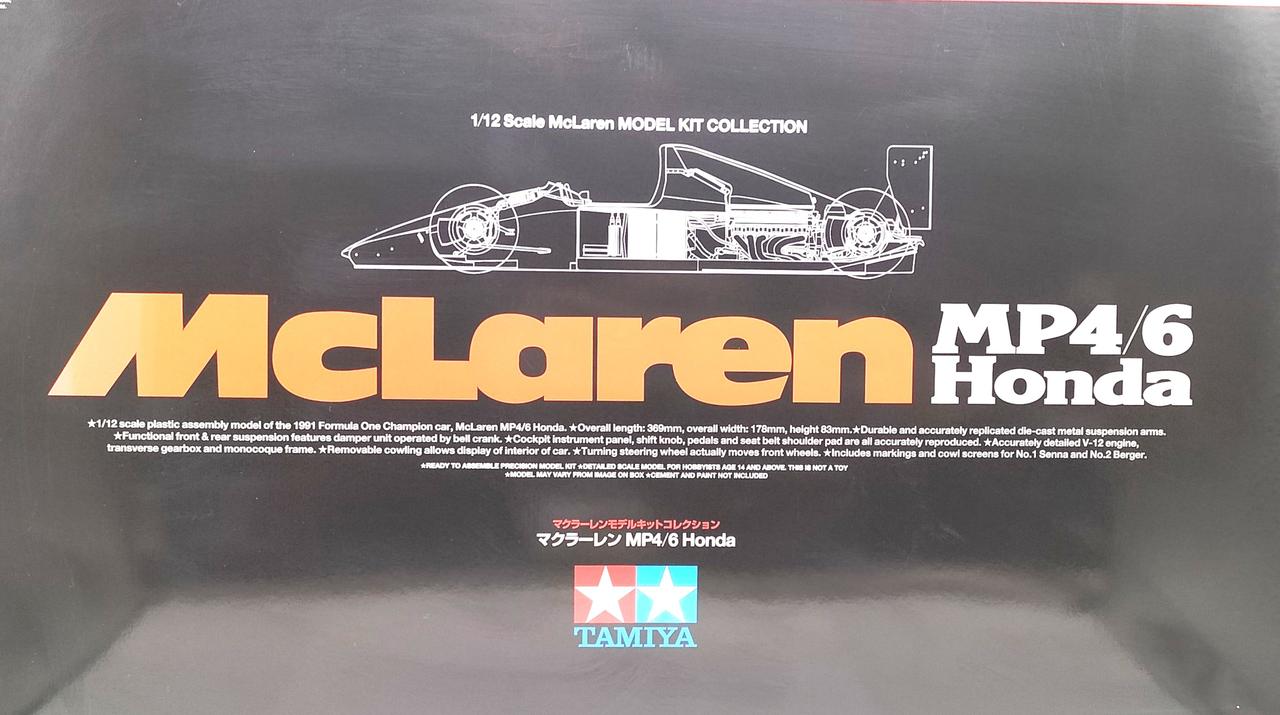 1/12 Scale McLaren MODEL KIT COLLECTION
McLaren
MP4/6
Honda
★1/12 scale plastic assembly model of the 1991 Formula One Champion car, McLaren MP4/6 Honda. ★Overall length: 369mm, overall width: 178mm, height 83mm.★Durable and accurately replicated die-cast metal suspension arms.
★Functional front & rear suspension features damper unit operated by bell crank. ★Cockpit instrument panel, shift knob, pedals and seat belt shoulder pad are all accurately reproduced. ★Accurately detailed V-12 engine,
transverse gearbox and monocoque frame. ★Removable cowling allows display of interior of car. ★Turning steering wheel actually moves front wheels. ★Includes markings and cowl screens for No.1 Senna and No.2 Berger.
★READY TO ASSEMBLE PRECISION MODEL KIT ★DETAILED SCALE MODEL FOR HOBBYISTS AGE 14 AND ABOVE. THIS IS NOT A TOY
★MODEL MAY VARY FROM IMAGE ON BOX ★CEMENT AND PAINT NOT INCLUDED
マクラーレンモデルキットコレクション
マクラーレン MP4/6 Honda
TAMIYA